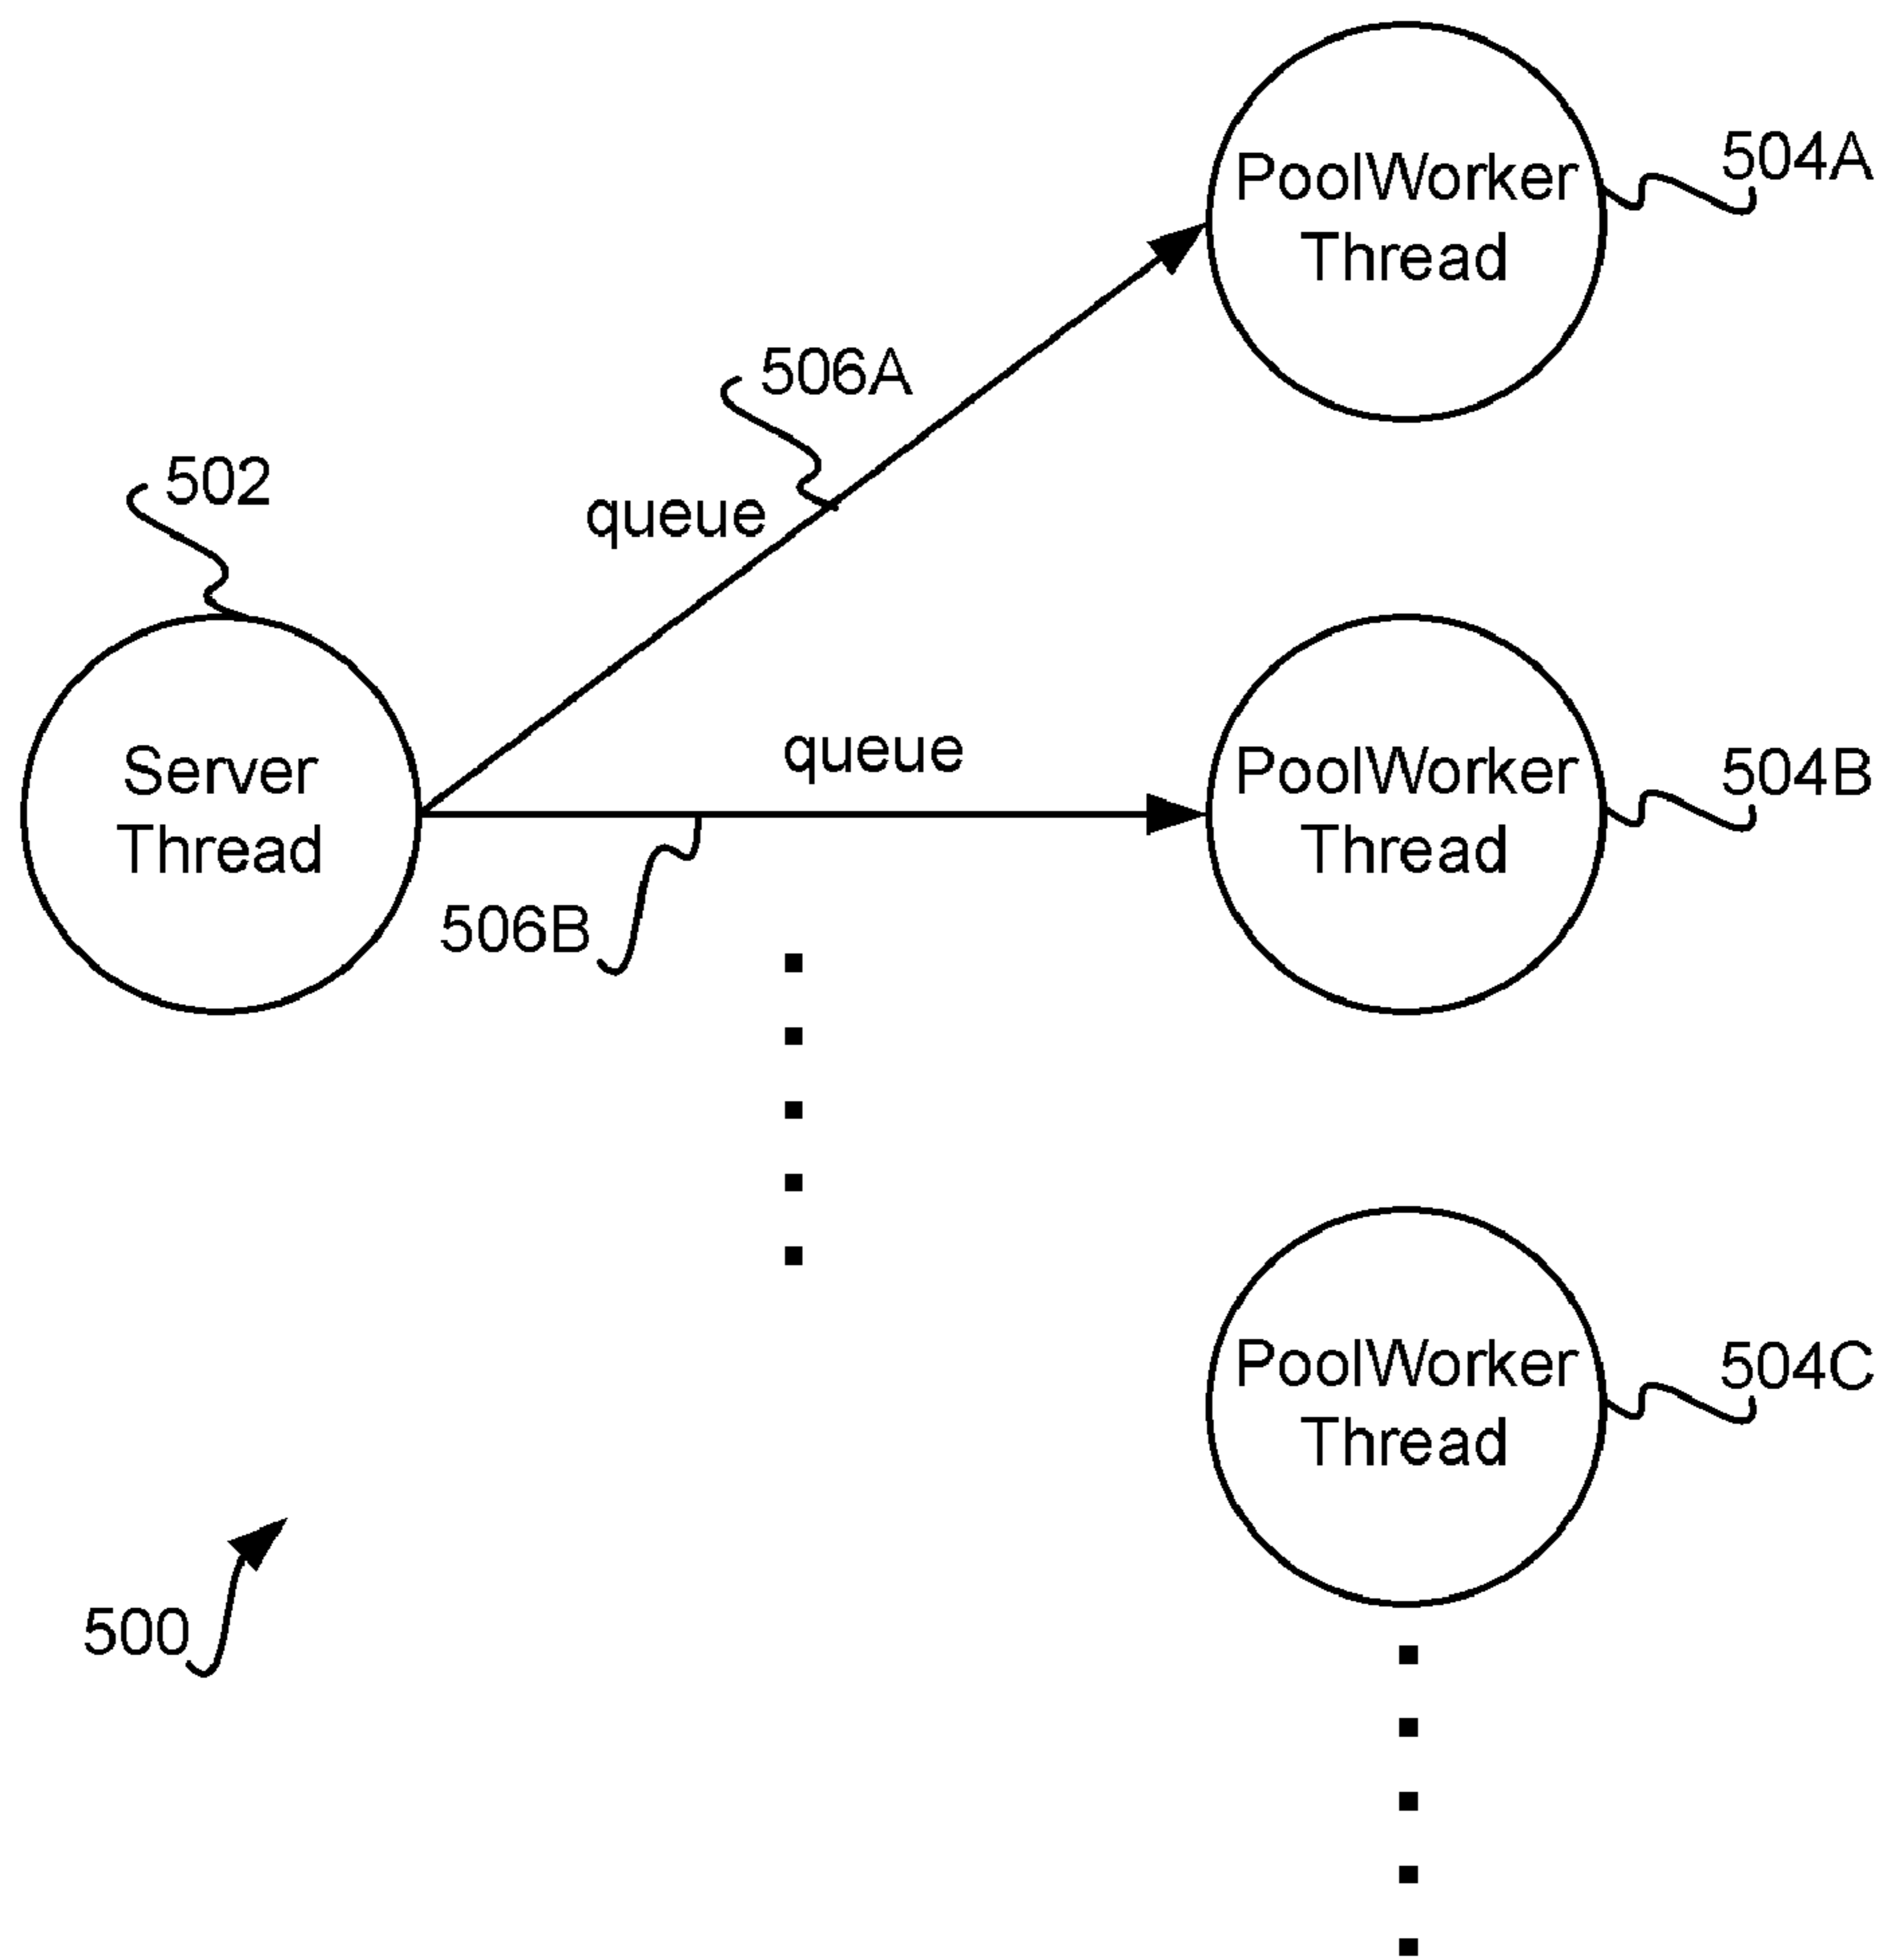 PoolWorker
Thread
504A
506A
queue
502
Server
Thread
queue
506B
PoolWorker
Thread
504B
PoolWorker
Thread
504C
500